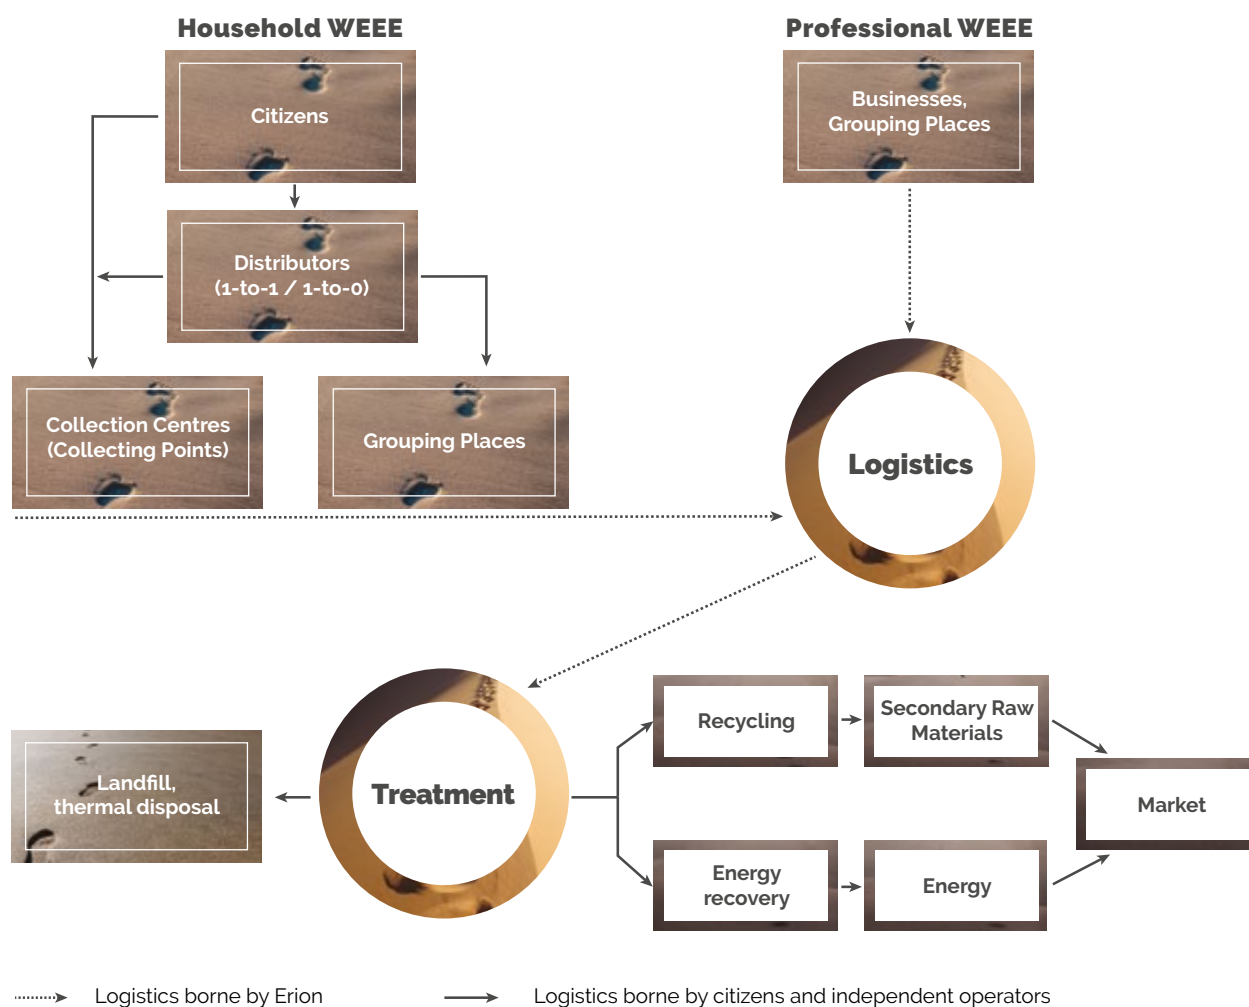 Household WEEE
Professional WEEE
Citizens
Businesses,
Grouping Places
Distributors
(1-to-1 / 1-to-0)
Collection Centres
(Collecting Points)
Grouping Places
Logistics
Landfill,
thermal disposal
Treatment
Recycling
Secondary Raw
Materials
Market
Energy
recovery
Energy
Logistics borne by Erion
Logistics borne by citizens and independent operators